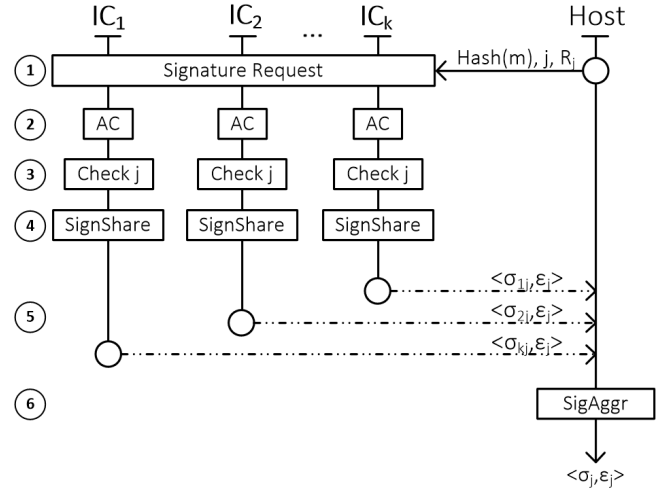 IC1 IC2 ... ICk Host
1 Signature Request Hash(m), j, Rj
2 AC AC AC
3 Check j Check j Check j
4 SignShare SignShare SignShare
<σ1j,εj>
5 <σ2j,εj>
<σkj,εj>
6 SigAggr
<σj,εj>